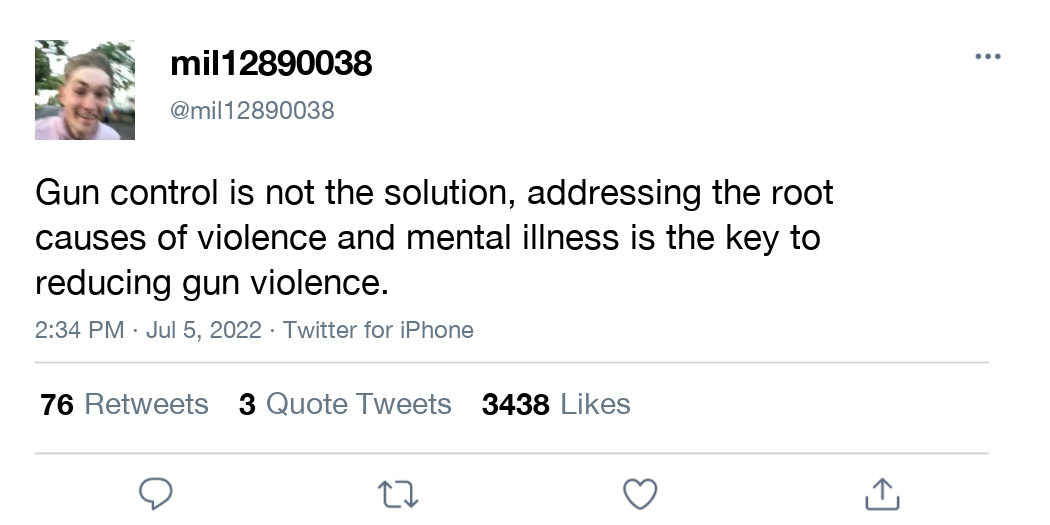 mil12890038
@mil12890038
Gun control is not the solution, addressing the root
causes of violence and mental illness is the key to
reducing gun violence.
2:34 PM · Jul 5, 2022 · Twitter for iPhone
76 Retweets 3 Quote Tweets 3438 Likes